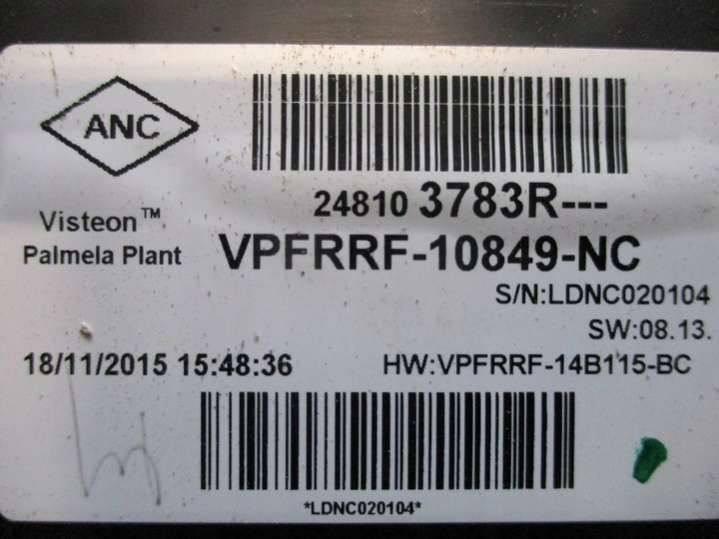 ANC
24810 3783R---
Visteon™
Palmela Plant
VPFRRF-10849-NC
S/N:LDNC020104
SW:08.13.
18/11/2015 15:48:36
HW:VPFRRF-14B115-BC
*LDNC020104*